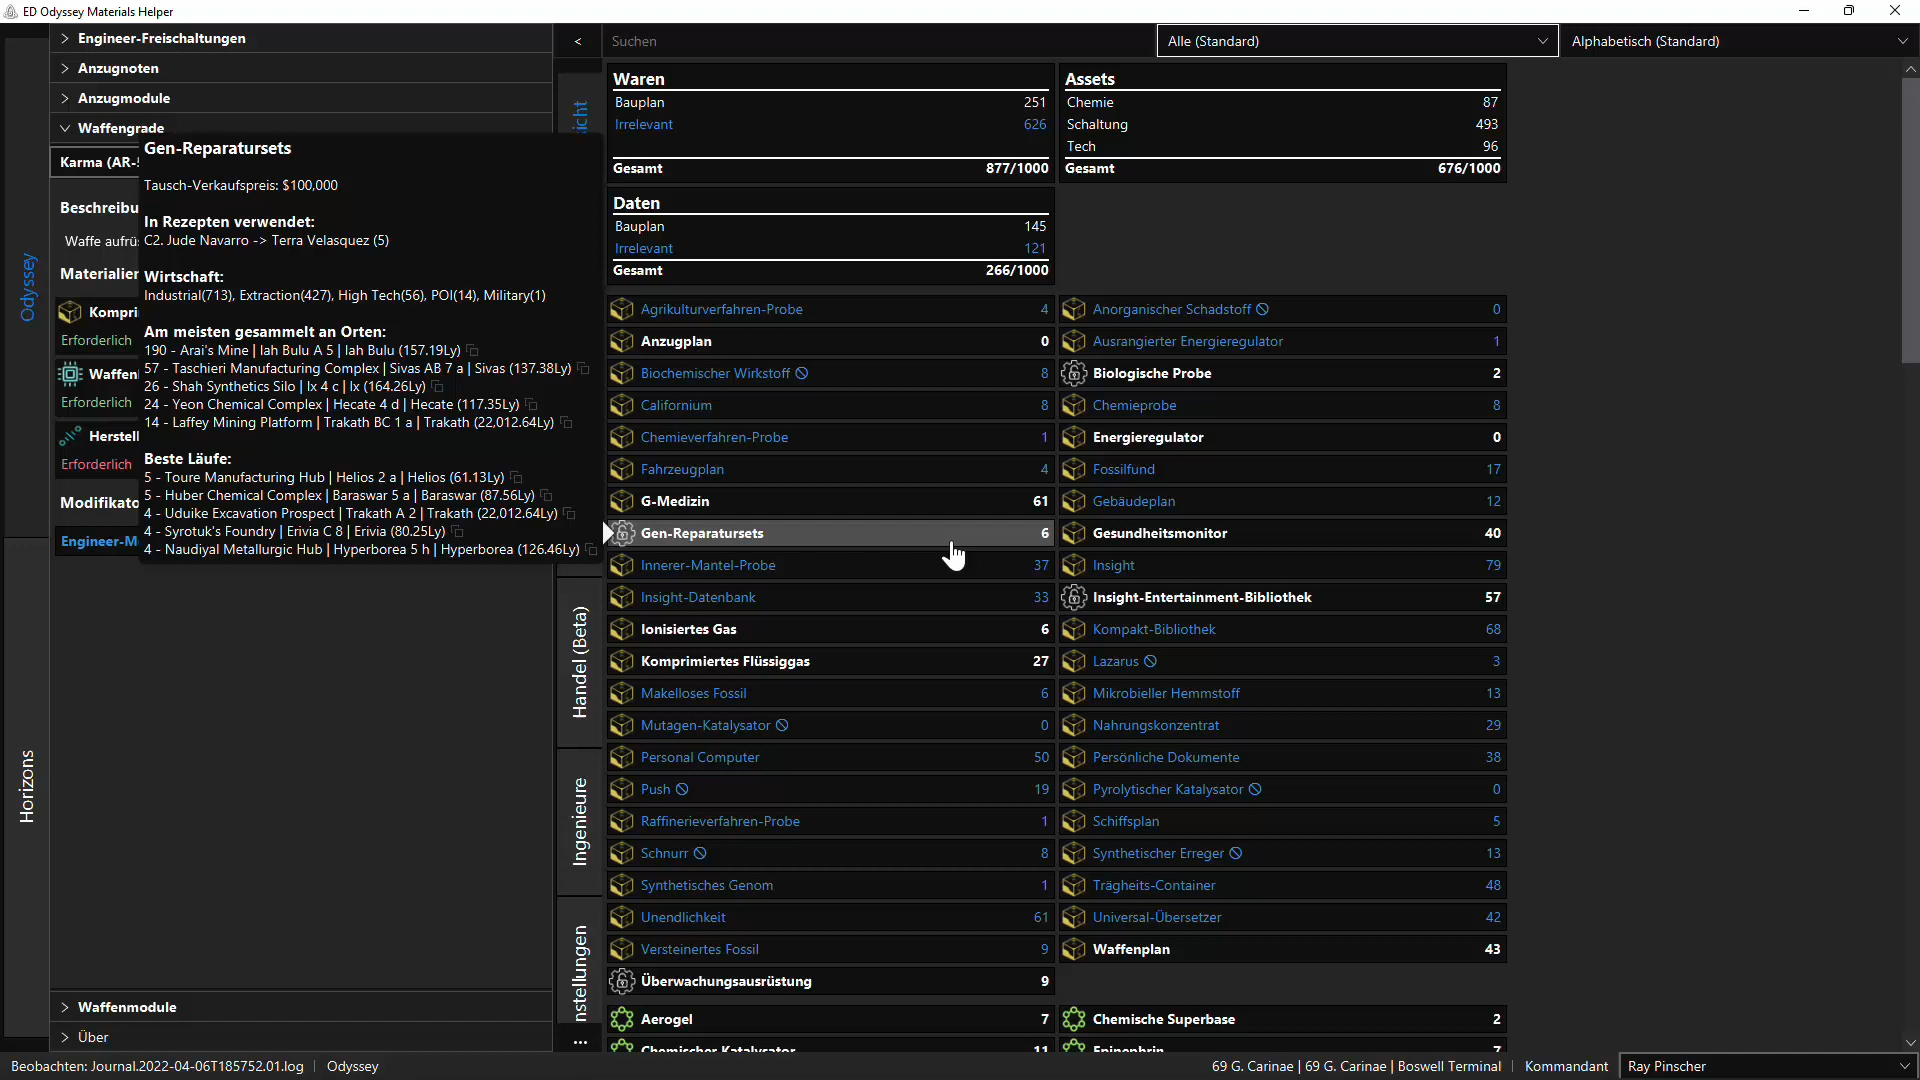 ED Odyssey Materials Helper
Engineer-Freischaltungen
Anzugnoten
Anzugmodule
Waffengrade
Karma (AR-
Beschreibu
Waffe aufrü
Materialien
Kompri
Erforderlich
Waffen
Erforderlich
Herstell
Erforderlich
Modifikato
Engineer-M
Waffenmodule
Über
Odyssey
Horizons
Gen-Reparatursets
Tausch-Verkaufspreis: $100,000
In Rezepten verwendet:
C2. Jude Navarro -> Terra Velasquez (5)
Wirtschaft:
Industrial(713), Extraction(427), High Tech(56), POI(14), Military(1)
Am meisten gesammelt an Orten:
190 - Arai's Mine | Iah Bulu A 5 | Iah Bulu (157.19Ly)
57 - Taschieri Manufacturing Complex | Sivas AB 7 a | Sivas (137.38Ly)
26 - Shah Synthetics Silo | Ix 4 c | Ix (164.26Ly)
24 - Yeon Chemical Complex | Hecate 4 d | Hecate (117.35Ly)
14 - Laffey Mining Platform | Trakath BC 1 a | Trakath (22,012.64Ly)
Beste Läufe:
5 - Toure Manufacturing Hub | Helios 2 a | Helios (61.13Ly)
5 - Huber Chemical Complex | Baraswar 5 a | Baraswar (87.56Ly)
4 - Uduike Excavation Prospect | Trakath A 2 | Trakath (22,012.64Ly)
4 - Syrotuk's Foundry | Erivia C 8 | Erivia (80.25Ly)
4 - Naudiyal Metallurgic Hub | Hyperborea 5 h | Hyperborea (126.46Ly)
<
icht
Handel (Beta)
Ingenieure
nstellungen
...
Suchen
Alle (Standard)
Alphabetisch (Standard)
Waren
Bauplan 251
Irrelevant 626
Gesamt 877/1000
Assets
Chemie 87
Schaltung 493
Tech 96
Gesamt 676/1000
Daten
Bauplan 145
Irrelevant 121
Gesamt 266/1000
Agrikulturverfahren-Probe 4
Anorganischer Schadstoff 0
Anzugplan 0
Ausrangierter Energieregulator 1
Biochemischer Wirkstoff 8
Biologische Probe 2
Californium 8
Chemieprobe 8
Chemieverfahren-Probe 1
Energieregulator 0
Fahrzeugplan 4
Fossilfund 17
G-Medizin 61
Gebäudeplan 12
Gen-Reparatursets 6
Gesundheitsmonitor 40
Innerer-Mantel-Probe 37
Insight 79
Insight-Datenbank 33
Insight-Entertainment-Bibliothek 57
Ionisiertes Gas 6
Kompakt-Bibliothek 68
Komprimiertes Flüssiggas 27
Lazarus 3
Makelloses Fossil 6
Mikrobieller Hemmstoff 13
Mutagen-Katalysator 0
Nahrungskonzentrat 29
Personal Computer 50
Persönliche Dokumente 38
Push 19
Pyrolytischer Katalysator 0
Raffinerieverfahren-Probe 1
Schiffsplan 5
Schnurr 8
Synthetischer Erreger 13
Synthetisches Genom 1
Trägheits-Container 48
Unendlichkeit 61
Universal-Übersetzer 42
Versteinertes Fossil 9
Waffenplan 43
Überwachungsausrüstung 9
Aerogel 7
Chemische Superbase 2
Chemischer Katalysator 11
Epinephrin 7
Beobachten: Journal.2022-04-06T185752.01.log
Odyssey
69 G. Carinae | 69 G. Carinae | Boswell Terminal
Kommandant
Ray Pinscher